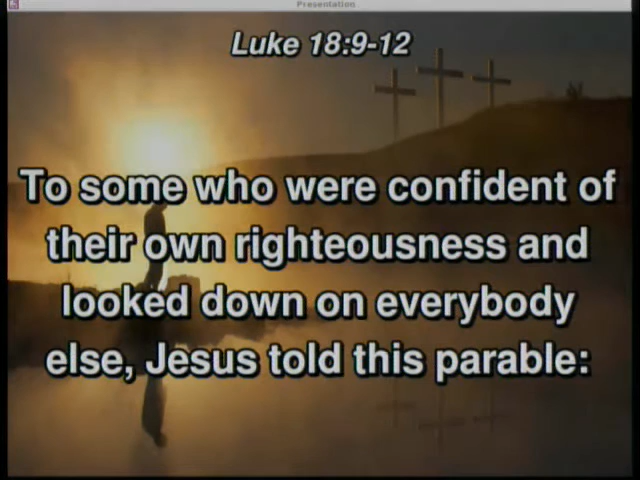 Presentation
Luke 18:9-12
To some who were confident of
their own righteousness and
looked down on everybody
else, Jesus told this parable: